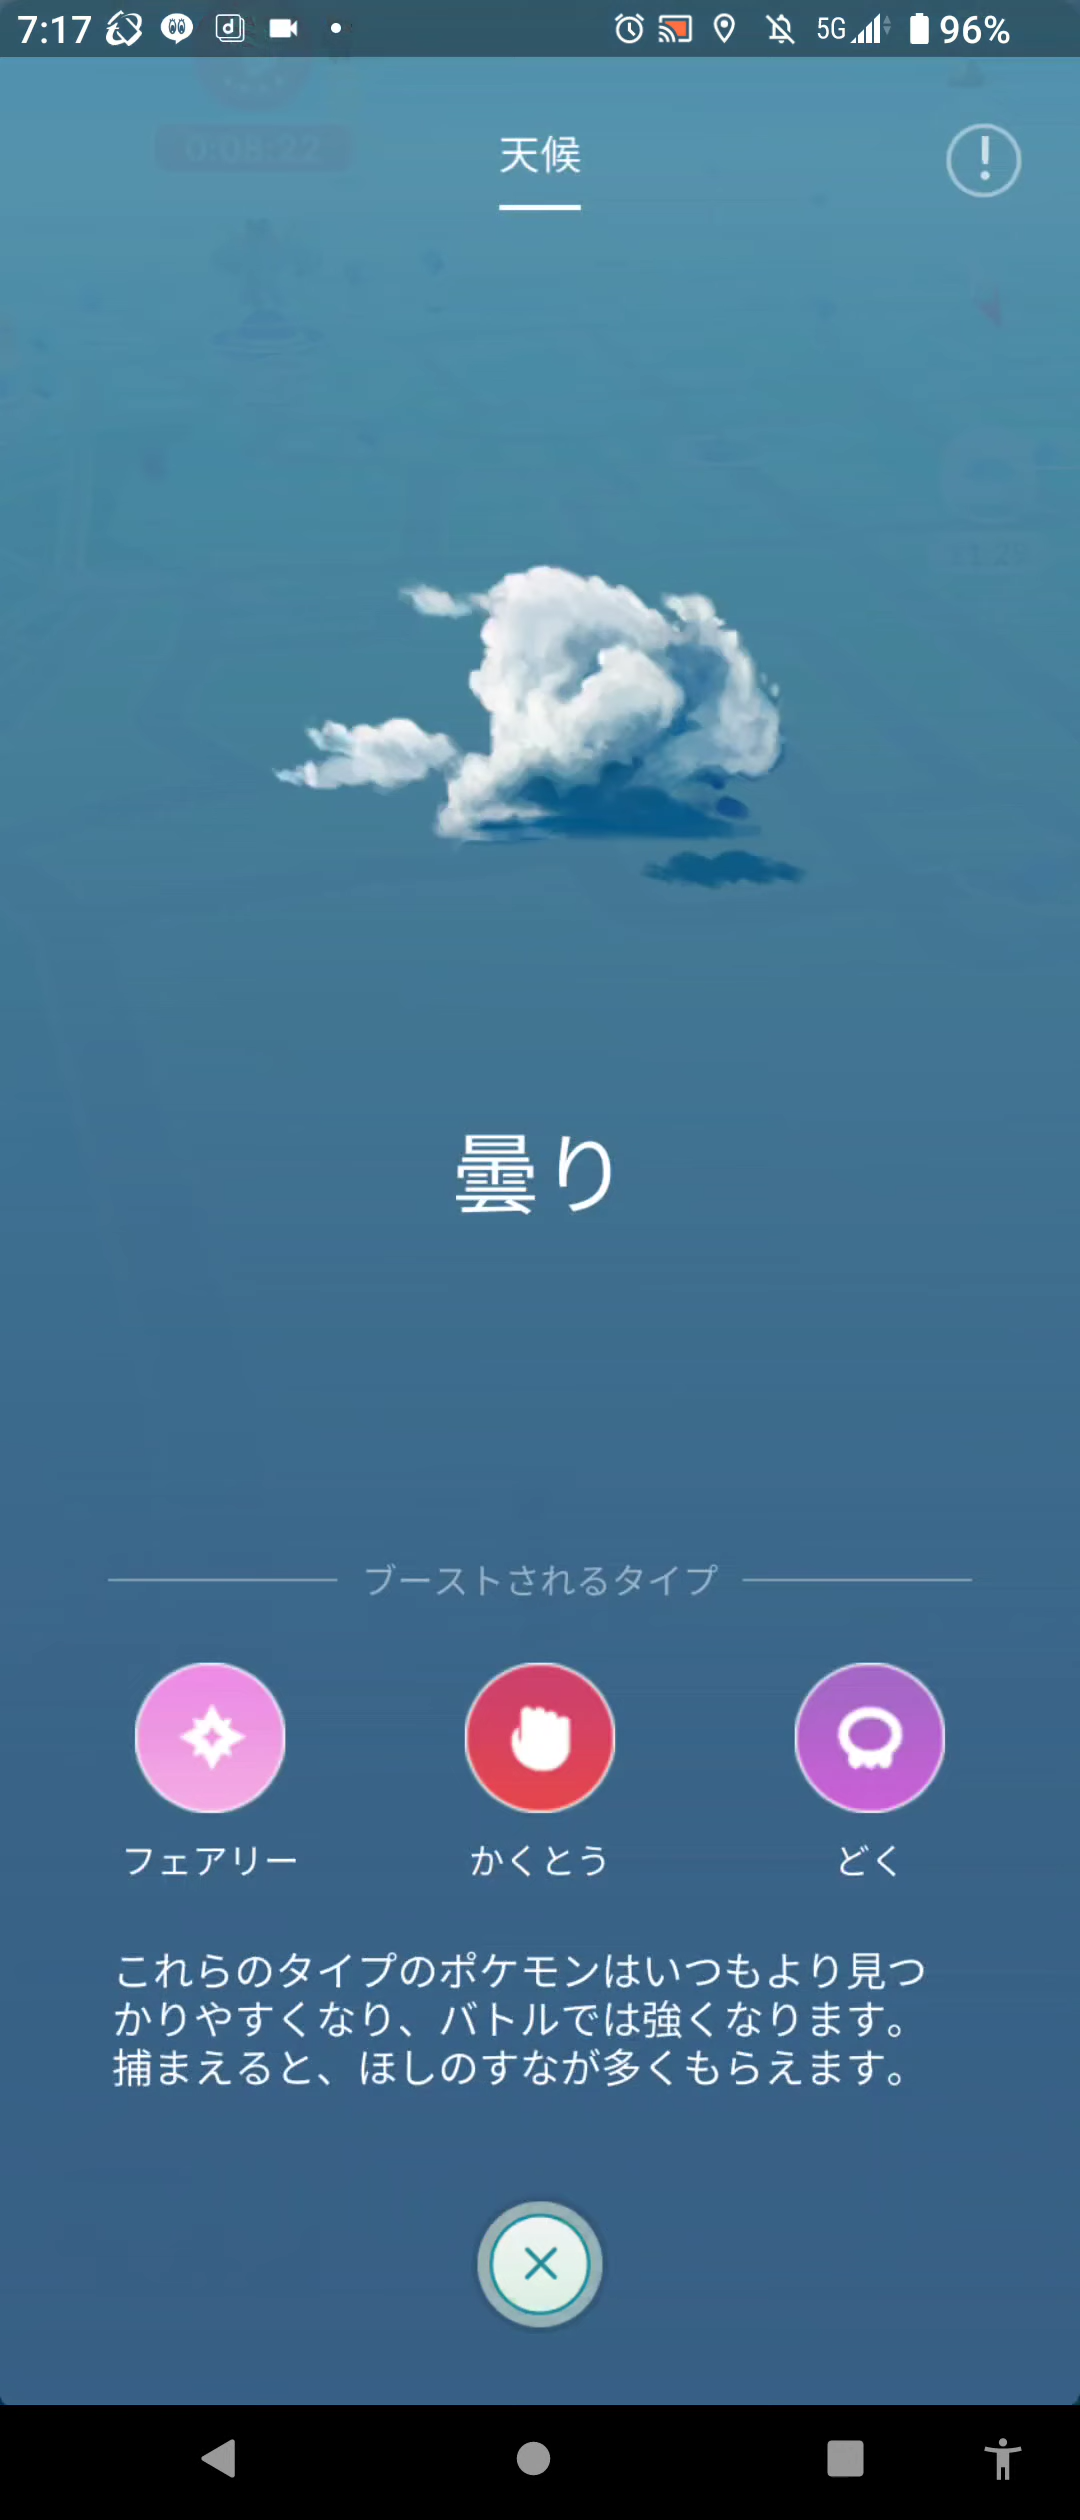 7:17
5G
96%
0:08:22
天候
曇り
ブーストされるタイプ
フェアリー
かくとう
どく
これらのタイプのポケモンはいつもより見つ
かりやすくなり、バトルでは強くなります。
捕まえると、ほしのすなが多くもらえます。